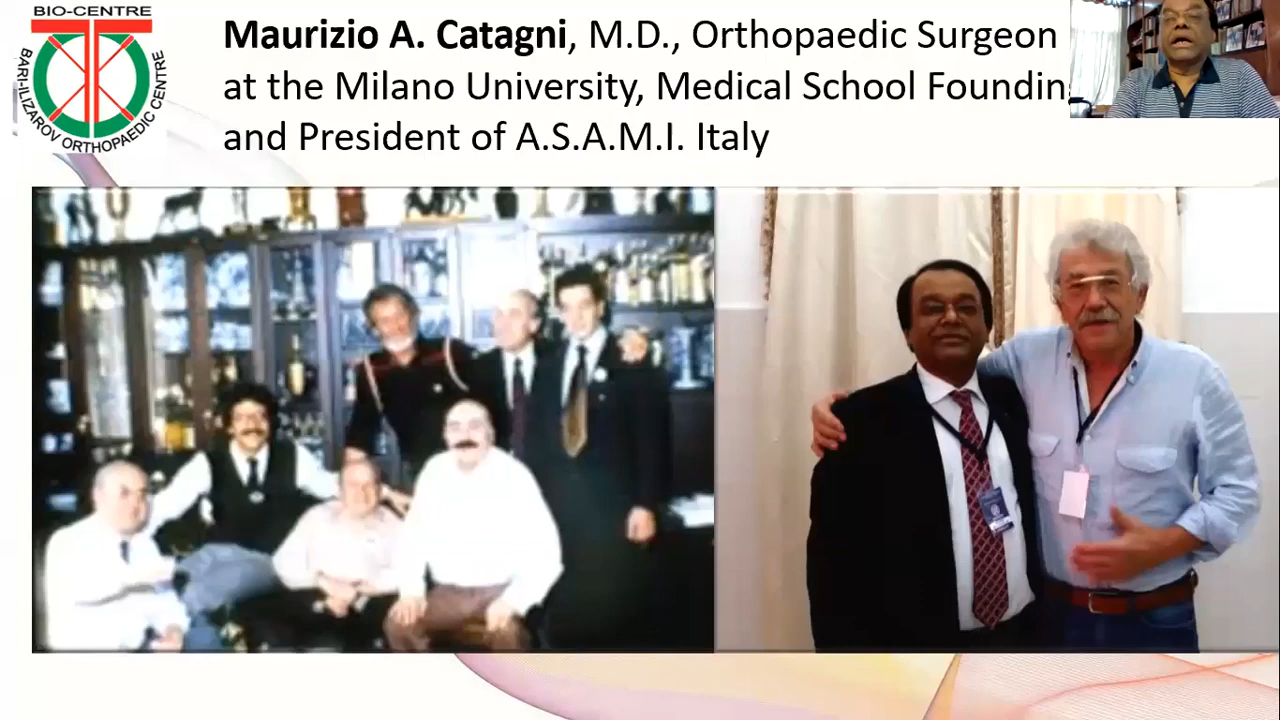 BIO-CENTRE
BARI-ILIZAROV ORTHOPAEDIC CENTRE
Maurizio A. Catagni, M.D., Orthopaedic Surgeon
at the Milano University, Medical School Foundin
and President of A.S.A.M.I. Italy